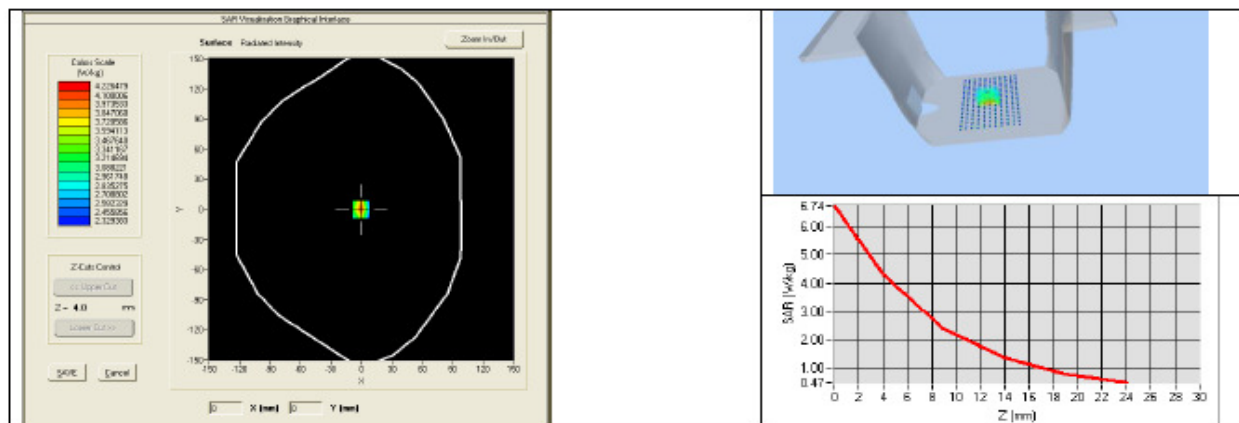 SAR Visualisation Graphical Interface
Surface Radiated Intensity
Zoom In/Out
Colors Scale
(W/kg)
4.226479
4.100006
3.973533
3.847060
3.720586
3.594113
3.467640
3.341167
3.214694
3.088221
2.961748
2.835275
2.708802
2.582329
2.455856
2.329383
150
120
90
60
30
0
-30
-60
-90
-120
-150
Y
-150 -120 -90 -60 -30 0 30 60 90 120 150
X
Z-Cuts Control
<< Upper Cut
Z = 4.0 mm
Lower Cut >>
SAVE Cancel
0 X (mm) 0 Y (mm)
6.74
6.00
5.00
4.00
3.00
2.00
1.00
0.47
SAR (W/kg)
0 2 4 6 8 10 12 14 16 18 20 22 24 26 28 30
Z (mm)